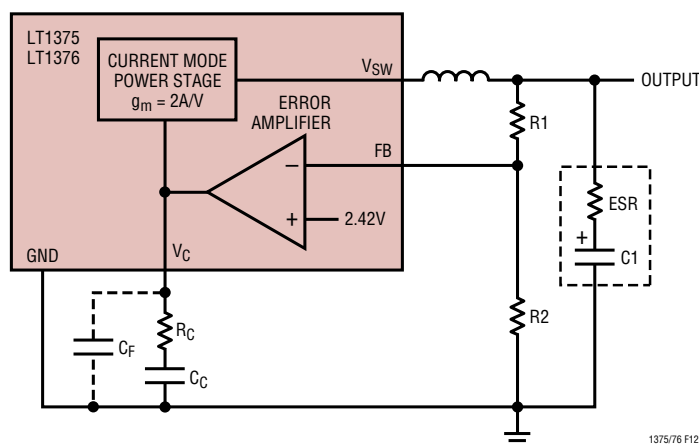 LT1375
LT1376
CURRENT MODE
POWER STAGE
gm = 2A/V
VSW
OUTPUT
ERROR
AMPLIFIER
R1
FB
–
+
2.42V
ESR
+
C1
GND
VC
R2
RC
CF
CC
1375/76 F12